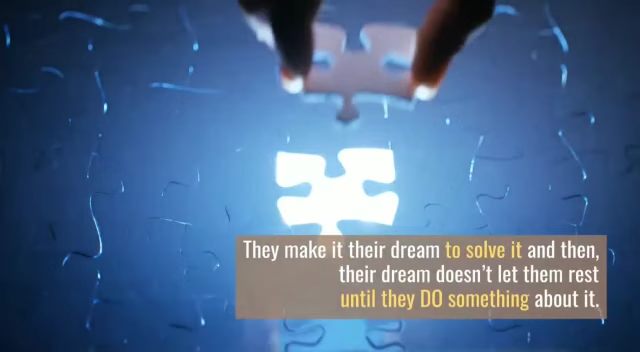 They make it their dream to solve it and then,
their dream doesn't let them rest
until they DO something about it.